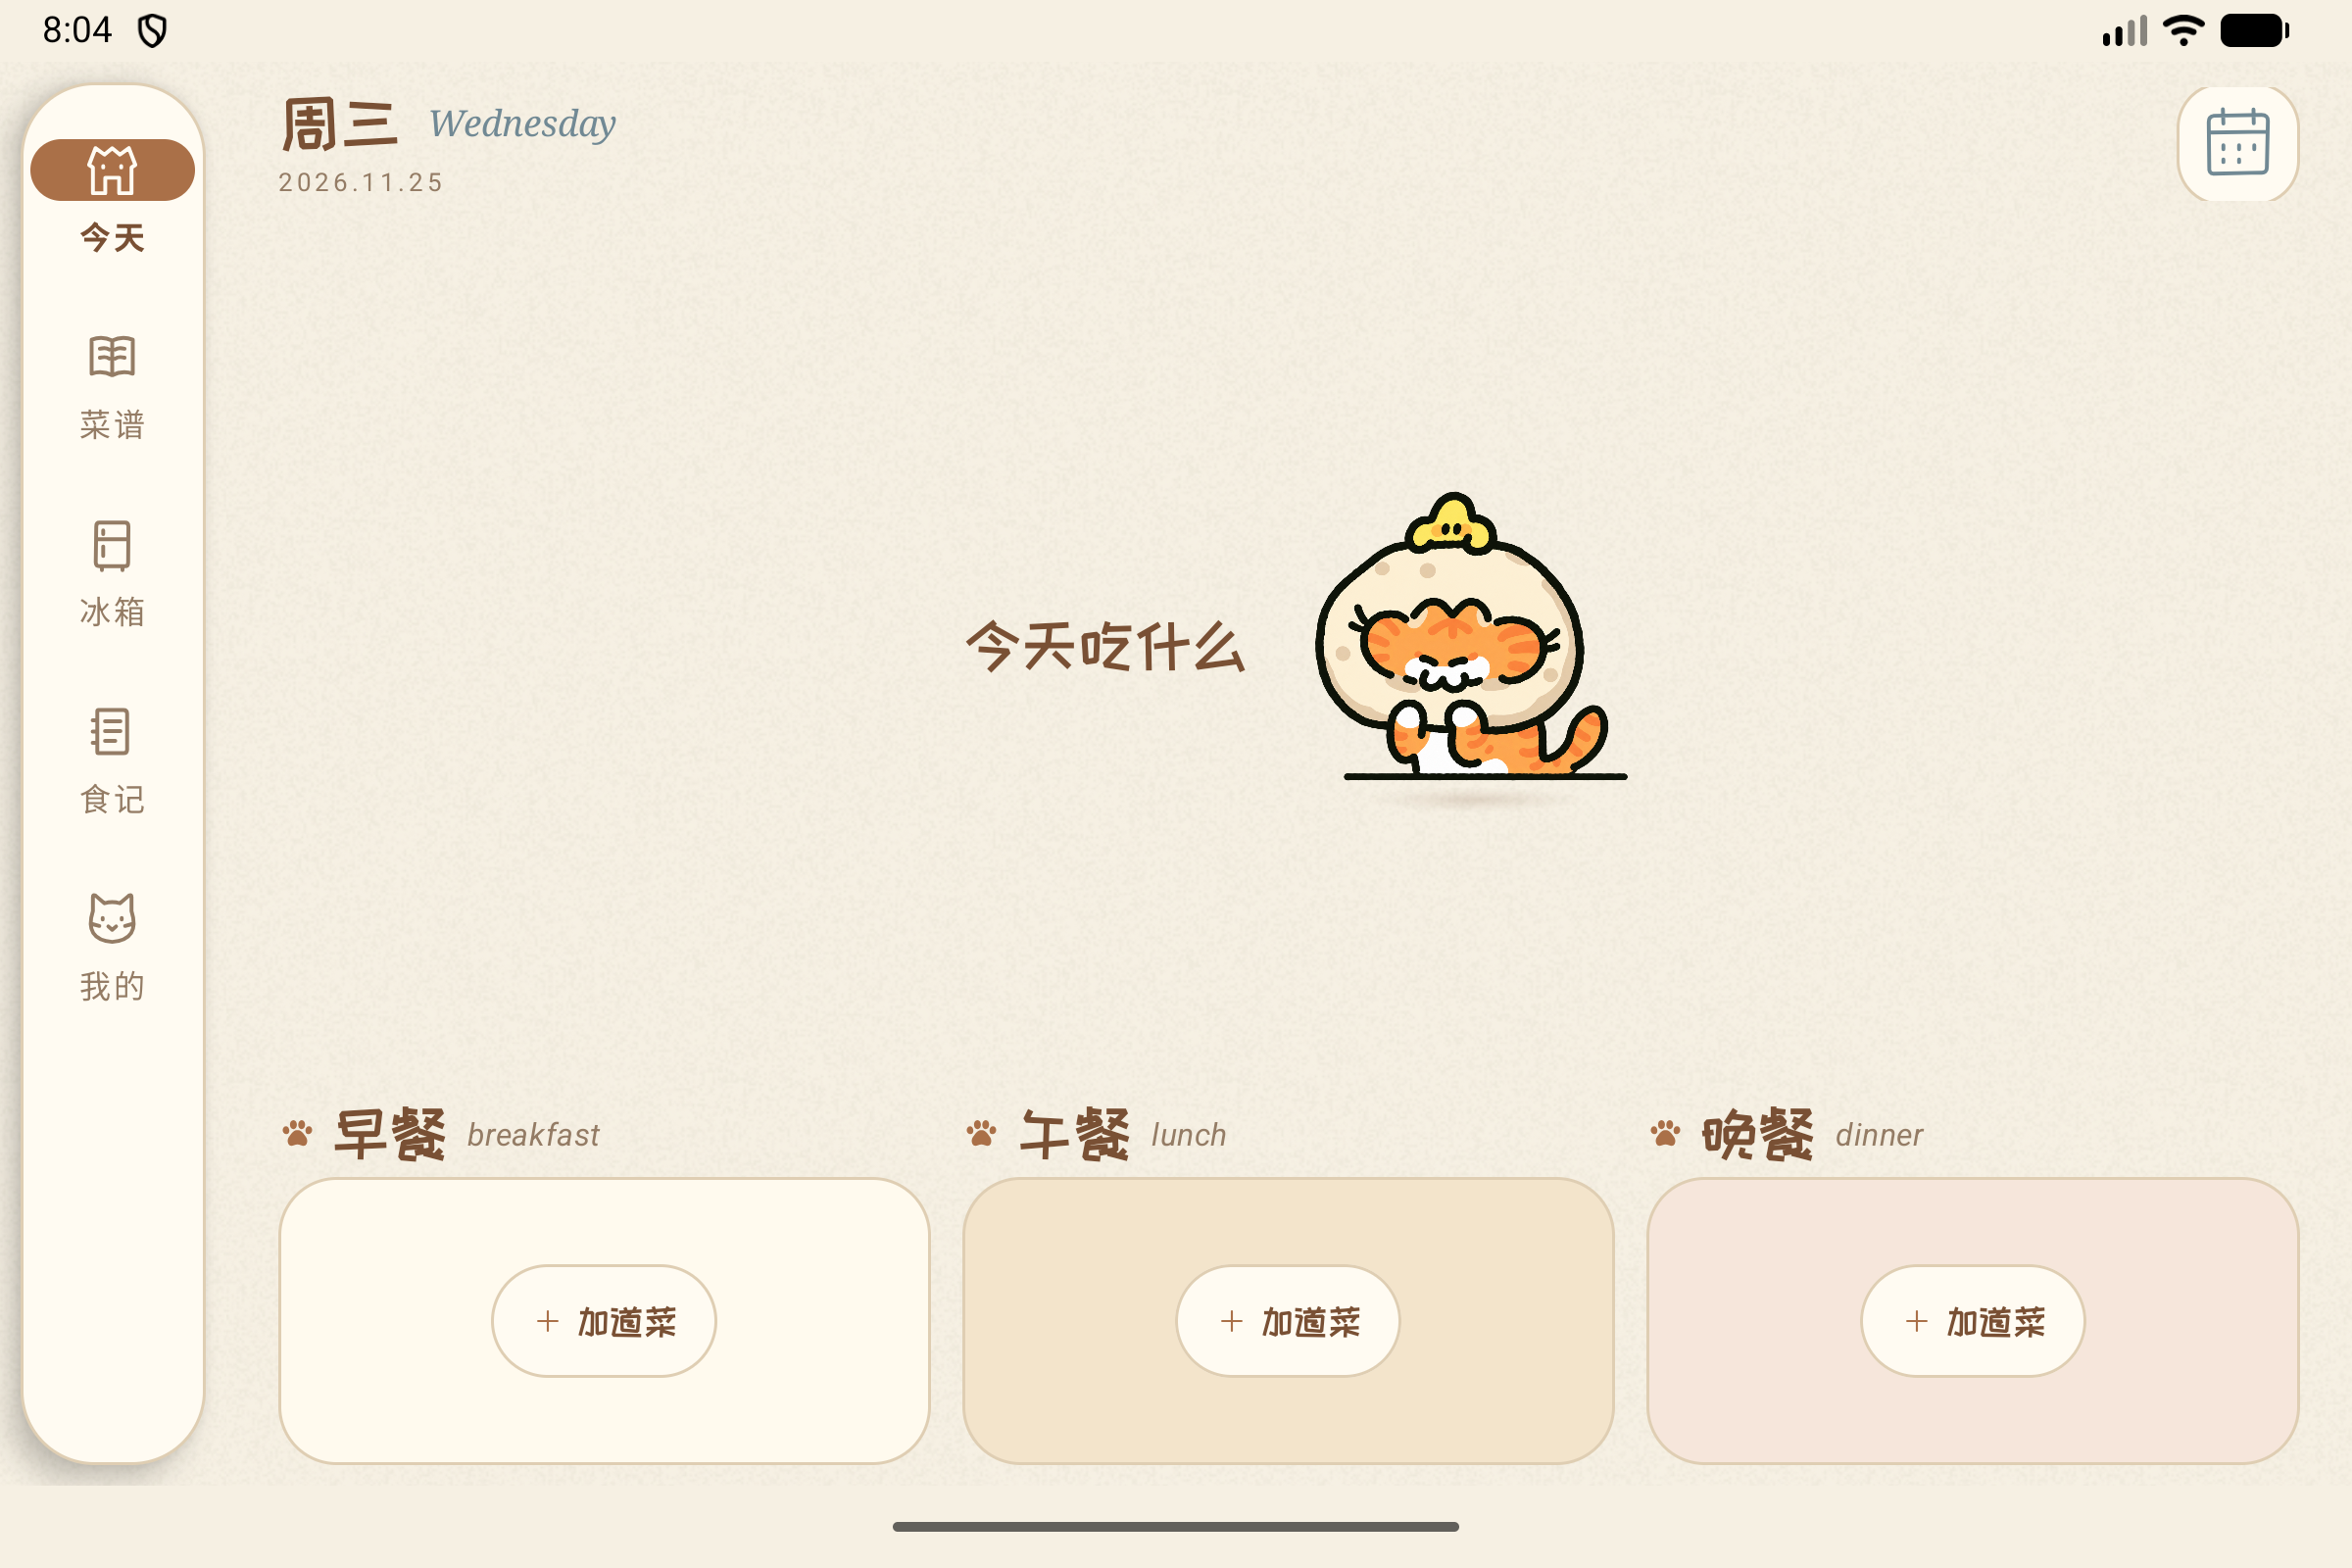 8:04
周三 Wednesday
2026.11.25
今天
菜谱
冰箱
食记
我的
今天吃什么
早餐 breakfast
+ 加道菜
午餐 lunch
+ 加道菜
晚餐 dinner
+ 加道菜